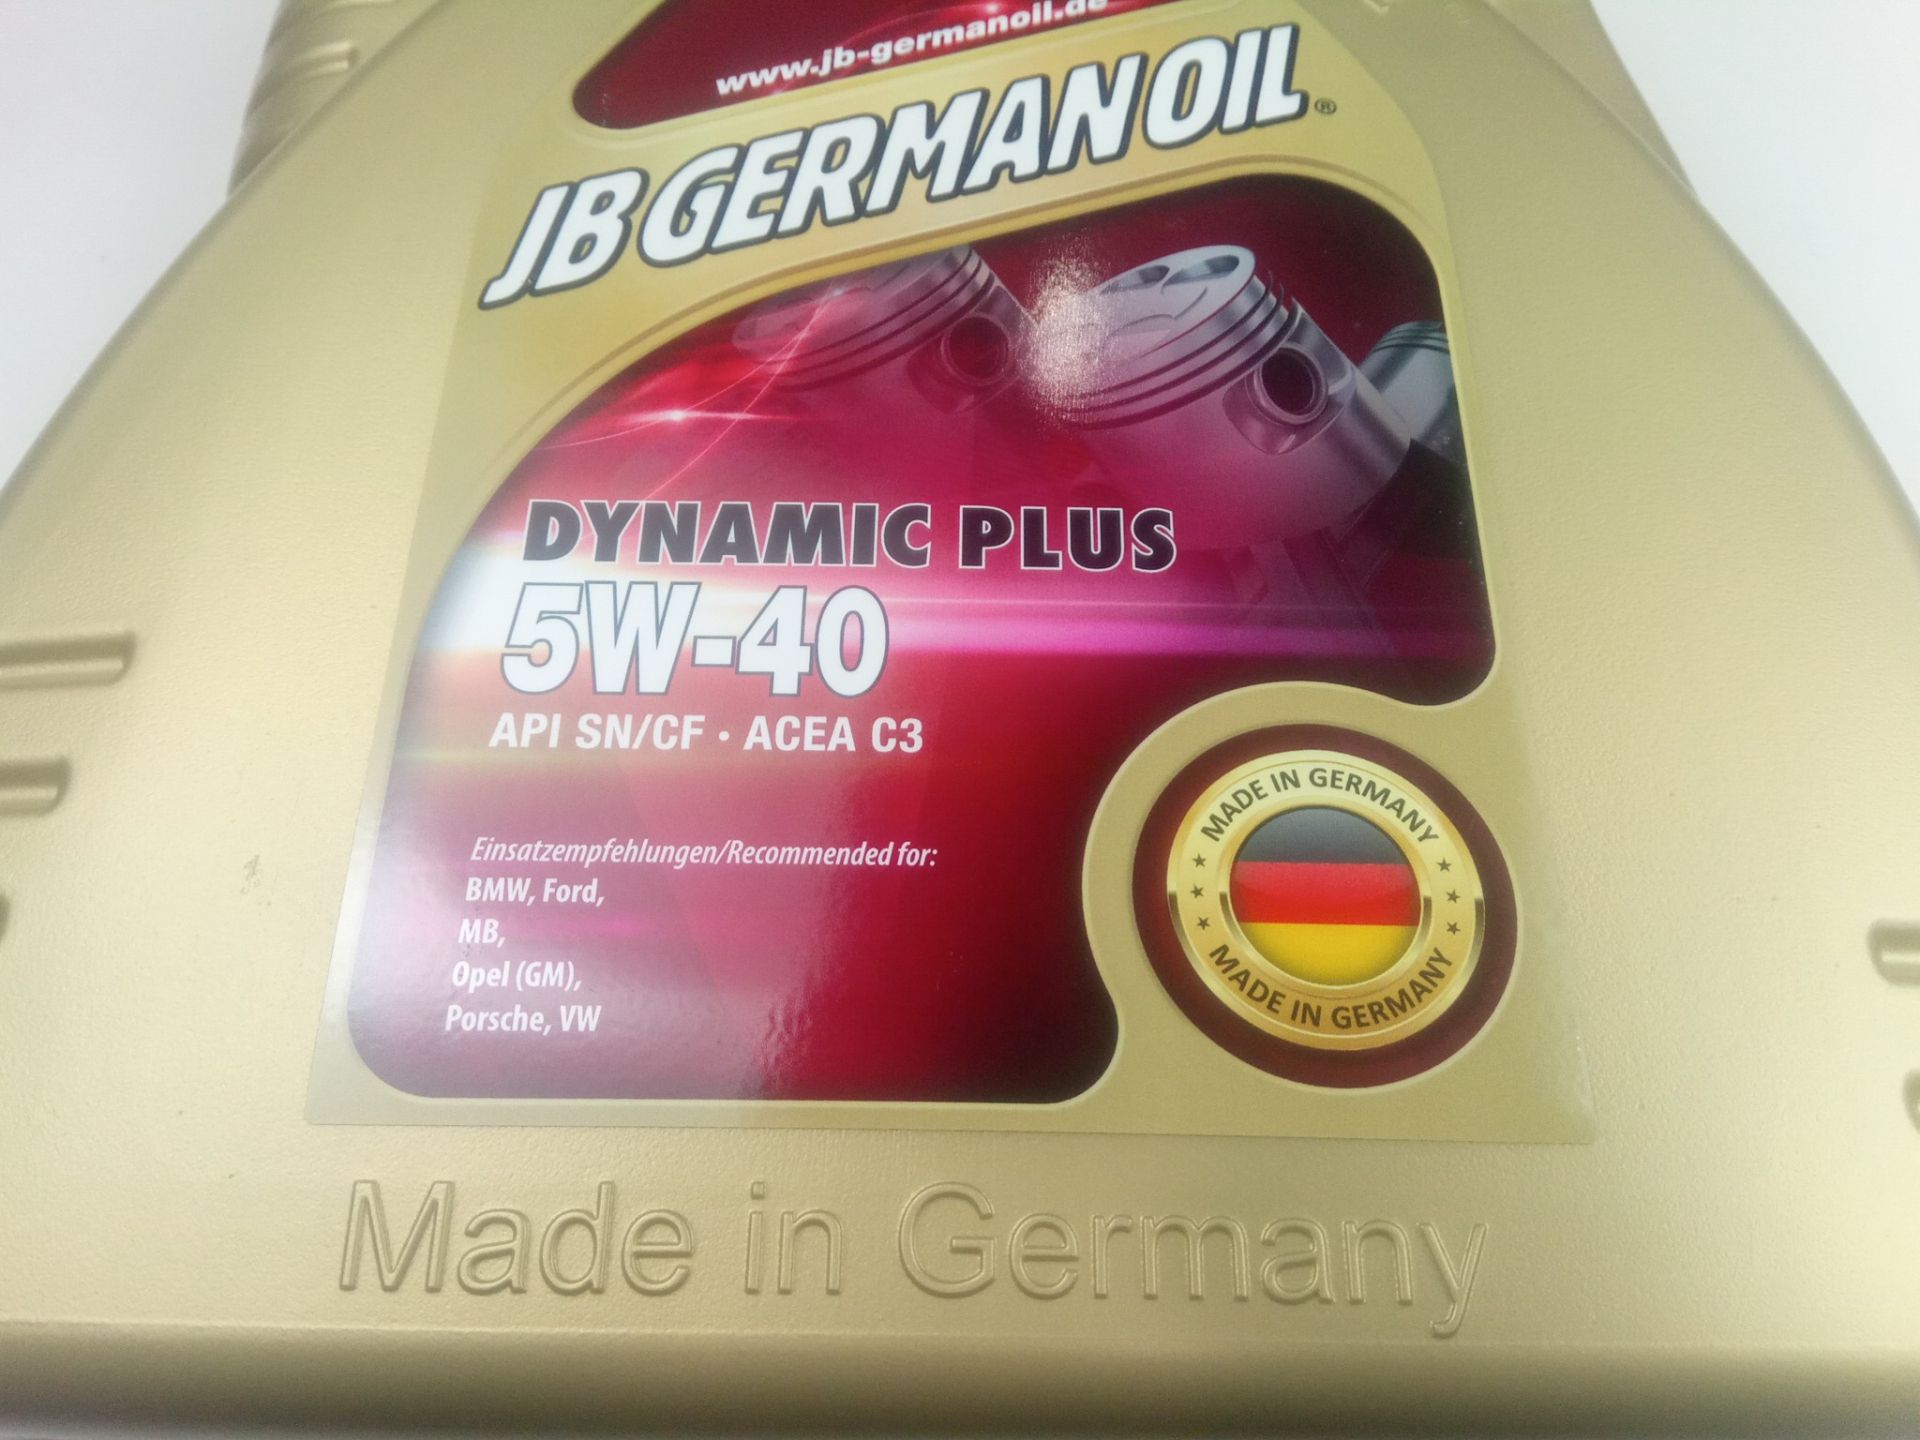 www.jb-germanoil.de
JB GERMAN OIL®
DYNAMIC PLUS
5W-40
API SN/CF · ACEA C3
Einsatzempfehlungen/Recommended for:
BMW, Ford,
MB,
Opel (GM),
Porsche, VW
MADE IN GERMANY
MADE IN GERMANY
Made in Germany